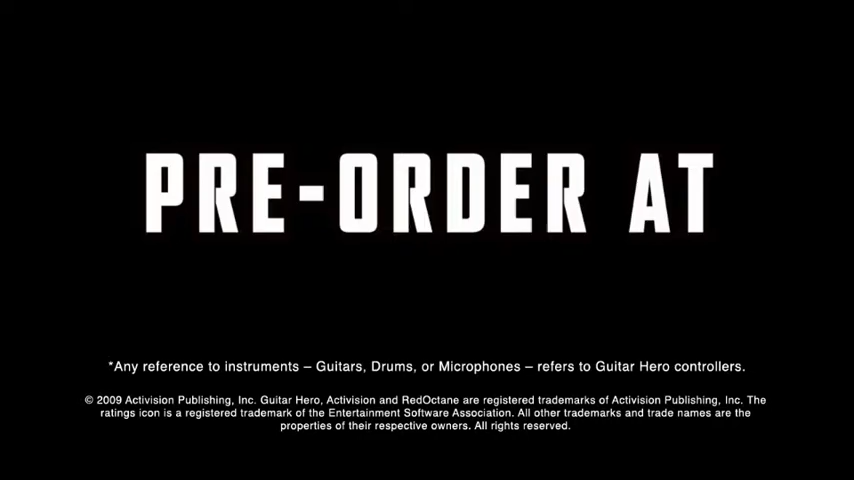 PRE-ORDER AT
*Any reference to instruments – Guitars, Drums, or Microphones – refers to Guitar Hero controllers.
© 2009 Activision Publishing, Inc. Guitar Hero, Activision and RedOctane are registered trademarks of Activision Publishing, Inc. The
ratings icon is a registered trademark of the Entertainment Software Association. All other trademarks and trade names are the
properties of their respective owners. All rights reserved.